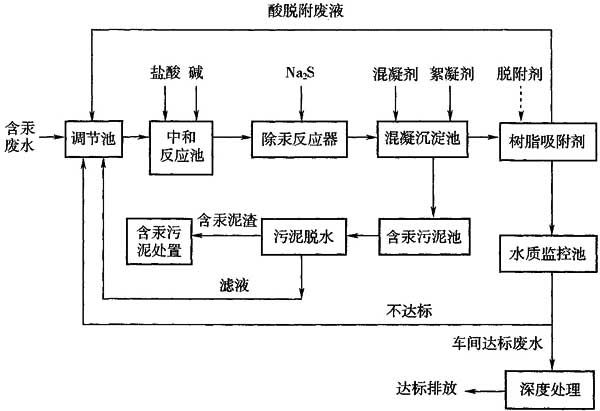 酸脱附废液
盐酸 碱
Na₂S
混凝剂 絮凝剂
脱附剂
含汞
废水
调节池
中和
反应池
除汞反应器
混凝沉淀池
树脂吸附剂
含汞污
泥处置
含汞泥渣
污泥脱水
含汞污泥池
水质监控池
滤液
不达标
车间达标废水
达标排放
深度处理